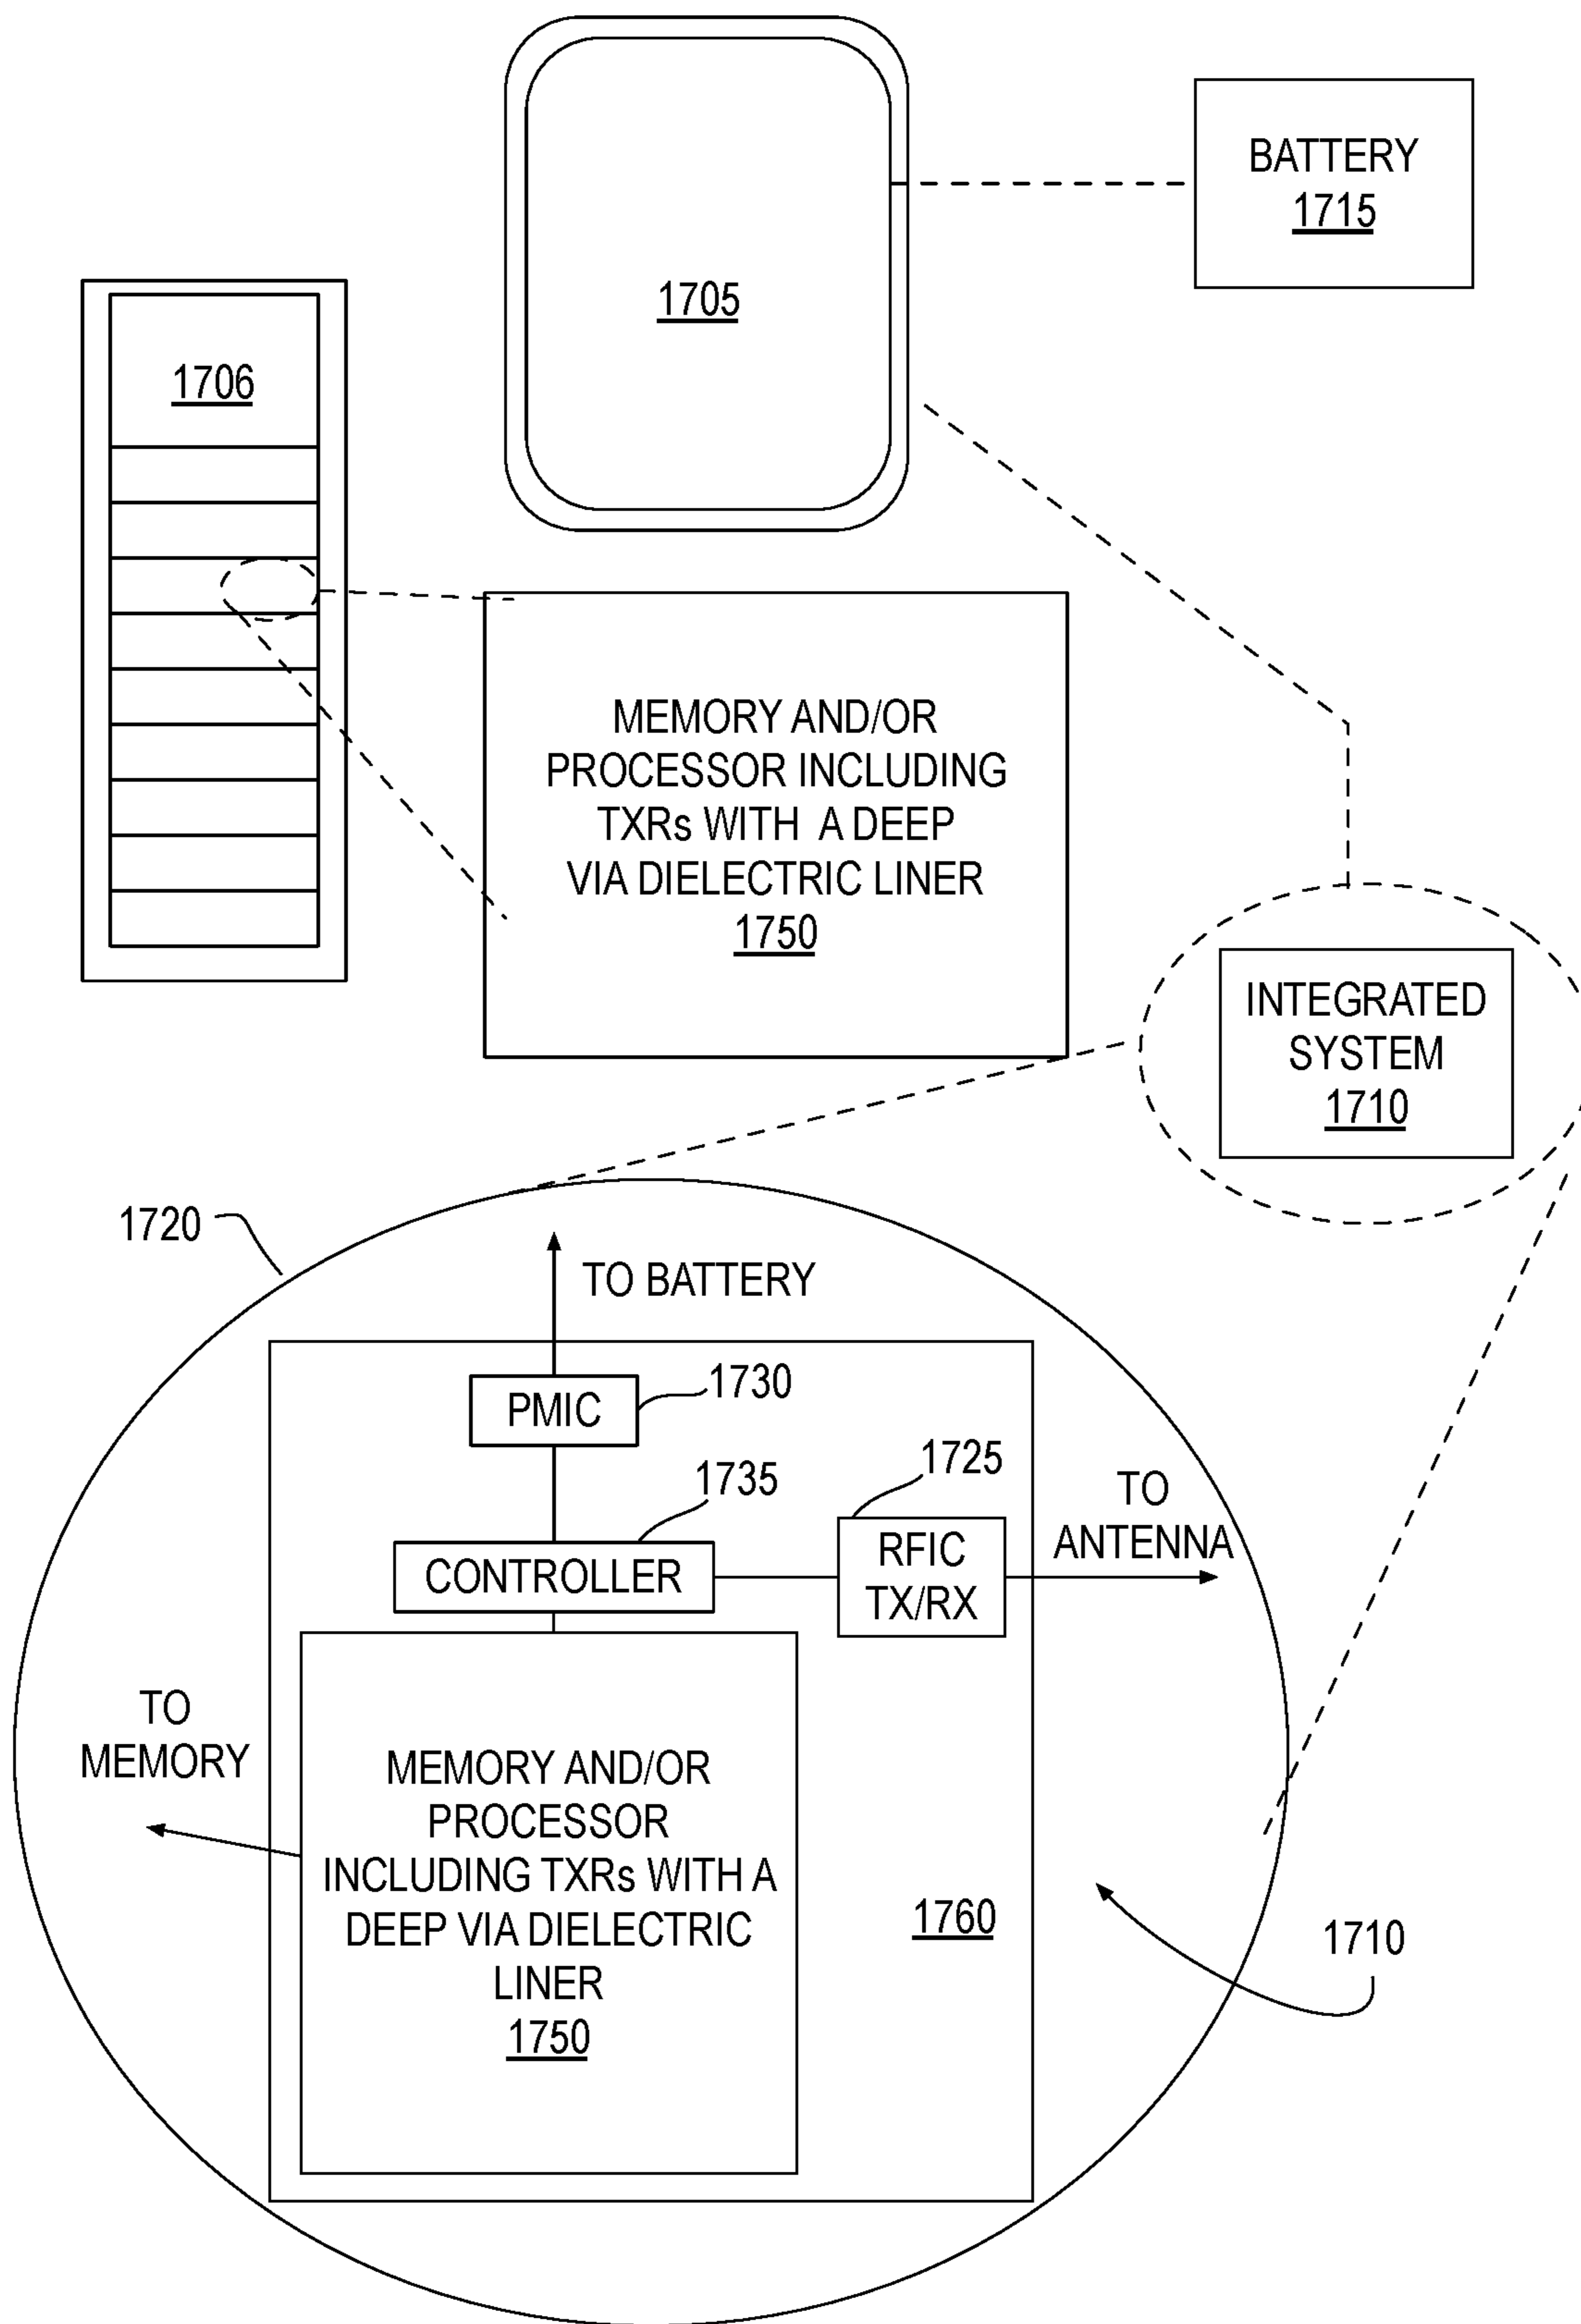 BATTERY
1715
1705
1706
MEMORY AND/OR
PROCESSOR INCLUDING
TXRs WITH A DEEP
VIA DIELECTRIC LINER
1750
INTEGRATED
SYSTEM
1710
1720
TO BATTERY
PMIC
1730
1735
1725
TO
ANTENNA
CONTROLLER
RFIC
TX/RX
TO
MEMORY
MEMORY AND/OR
PROCESSOR
INCLUDING TXRs WITH A
DEEP VIA DIELECTRIC
LINER
1750
1760
1710